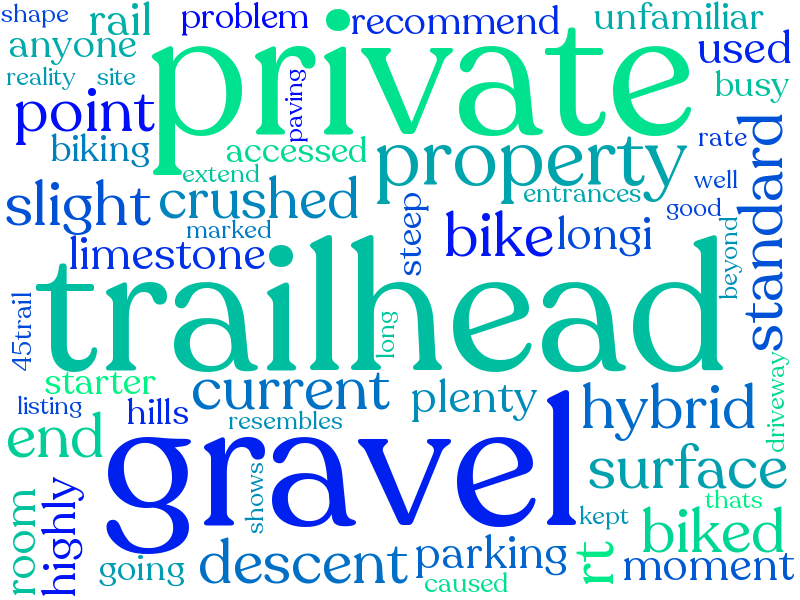 shape
rail
problem
recommend
unfamiliar
anyone
private
used
reality
site
paving
busy
point
biking
accessed
property
rate
standard
extend
entrances
well
slight
crushed
good
marked
steep
bike
longi
beyond
limestone
trailhead
45trail
long
starter
current
plenty
hybrid
driveway
listing
hills
resembles
end
gravel
surface
room
highly
shows
kept
thats
biked
going
descent
parking
rt
moment
caused